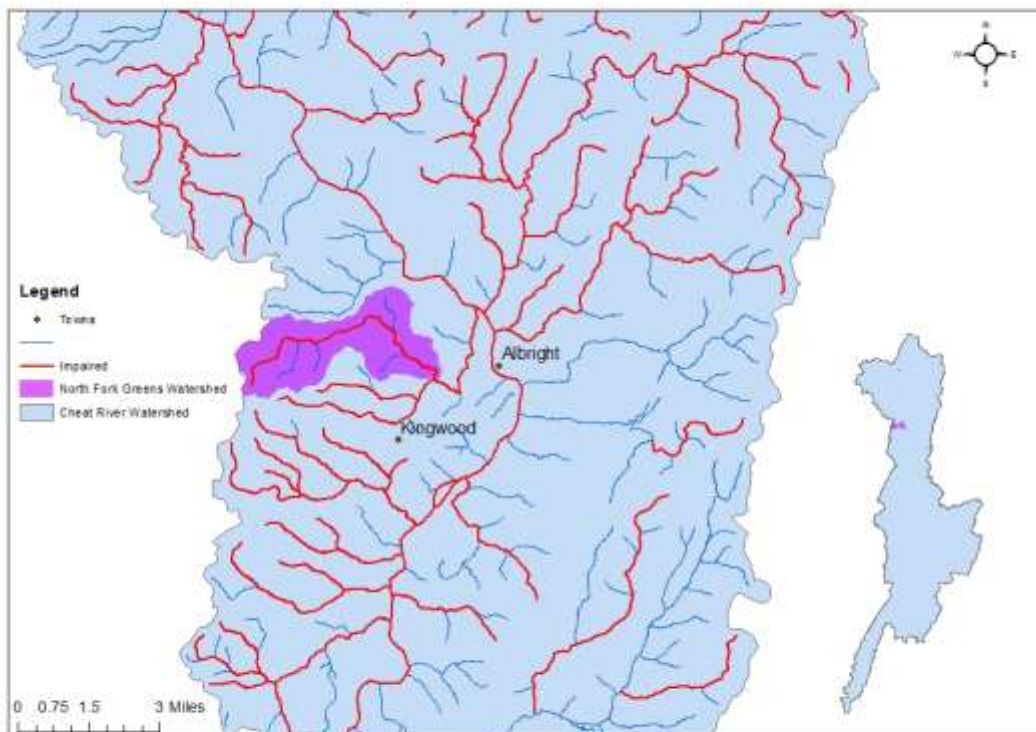 N
W E
S
Legend
Towns
Impaired
North Fork Greens Watershed
Cheat River Watershed
Albright
Kingwood
0 0.75 1.5 3 Miles